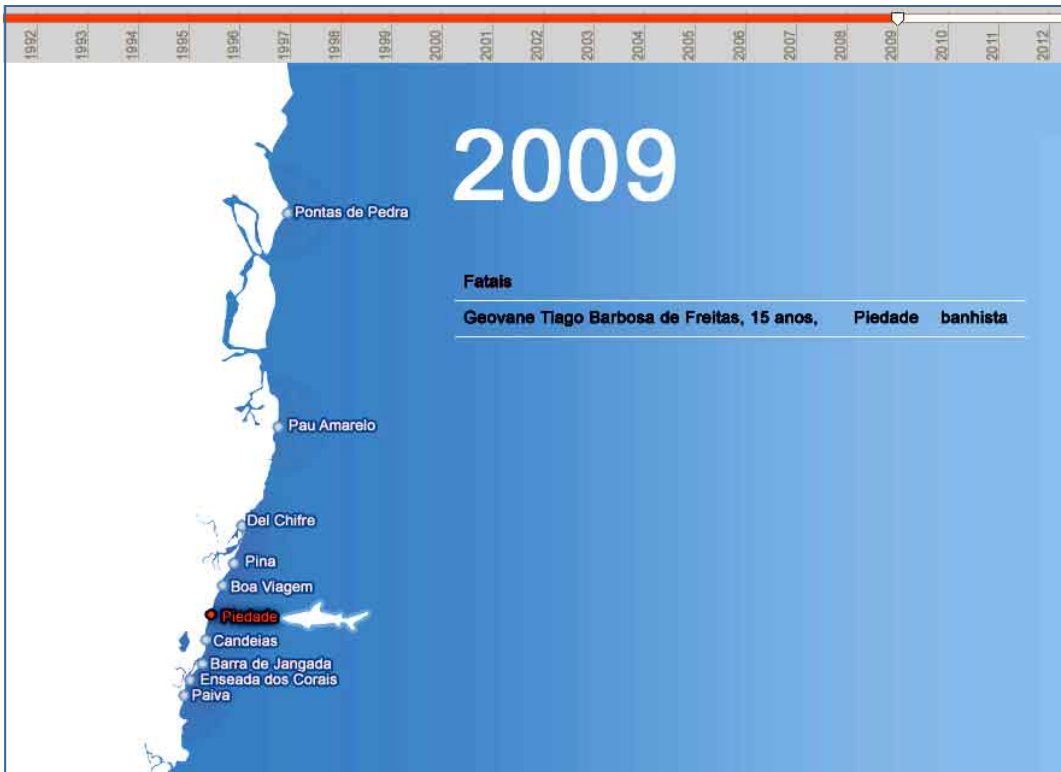 1992 1993 1994 1995 1996 1997 1998 1999 2000 2001 2002 2003 2004 2005 2006 2007 2008 2009 2010 2011 2012
2009
Pontas de Pedra
Fatais
Geovane Tiago Barbosa de Freitas, 15 anos, Piedade banhista
Pau Amarelo
Del Chifre
Pina
Boa Viagem
Piedade
Candeias
Barra de Jangada
Enseada dos Corais
Paiva